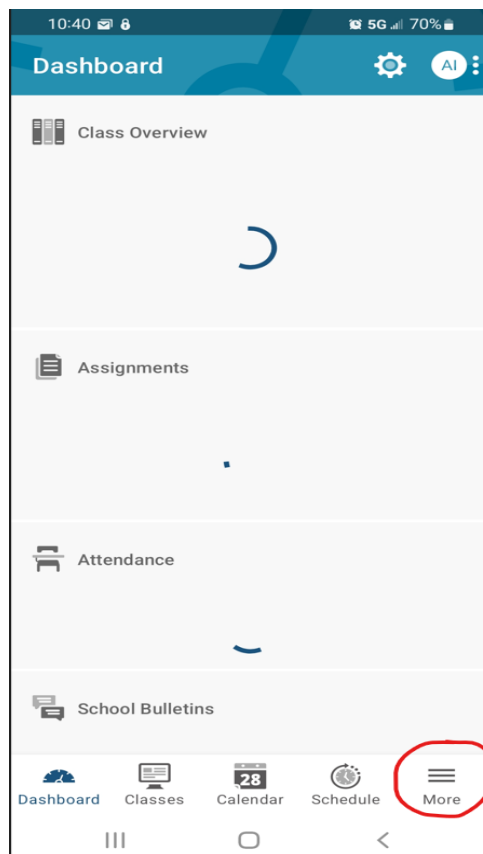 10:40 5G 70%
Dashboard AI
Class Overview
Assignments
Attendance
School Bulletins
28
Dashboard Classes Calendar Schedule More